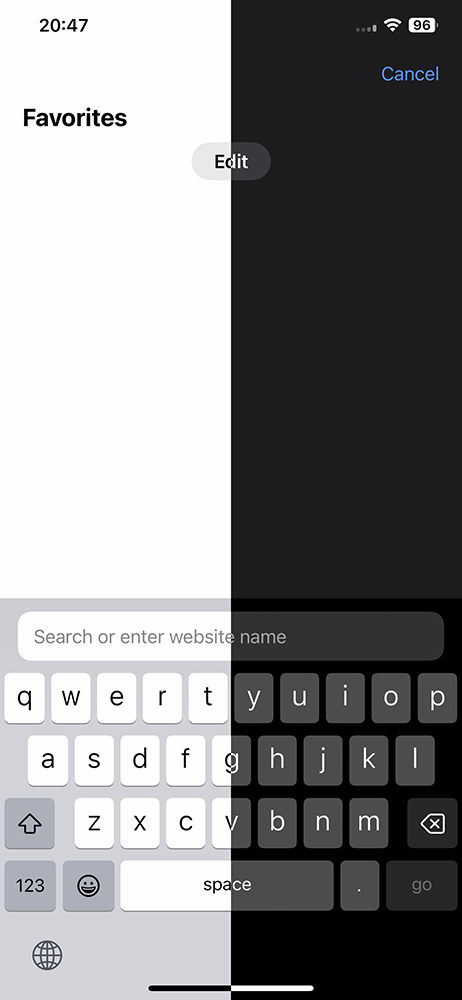 20:47
96
Cancel
Favorites
Edit
Search or enter website name
q w e r t y u i o p
a s d f g h j k l
z x c v b n m
123 space . go